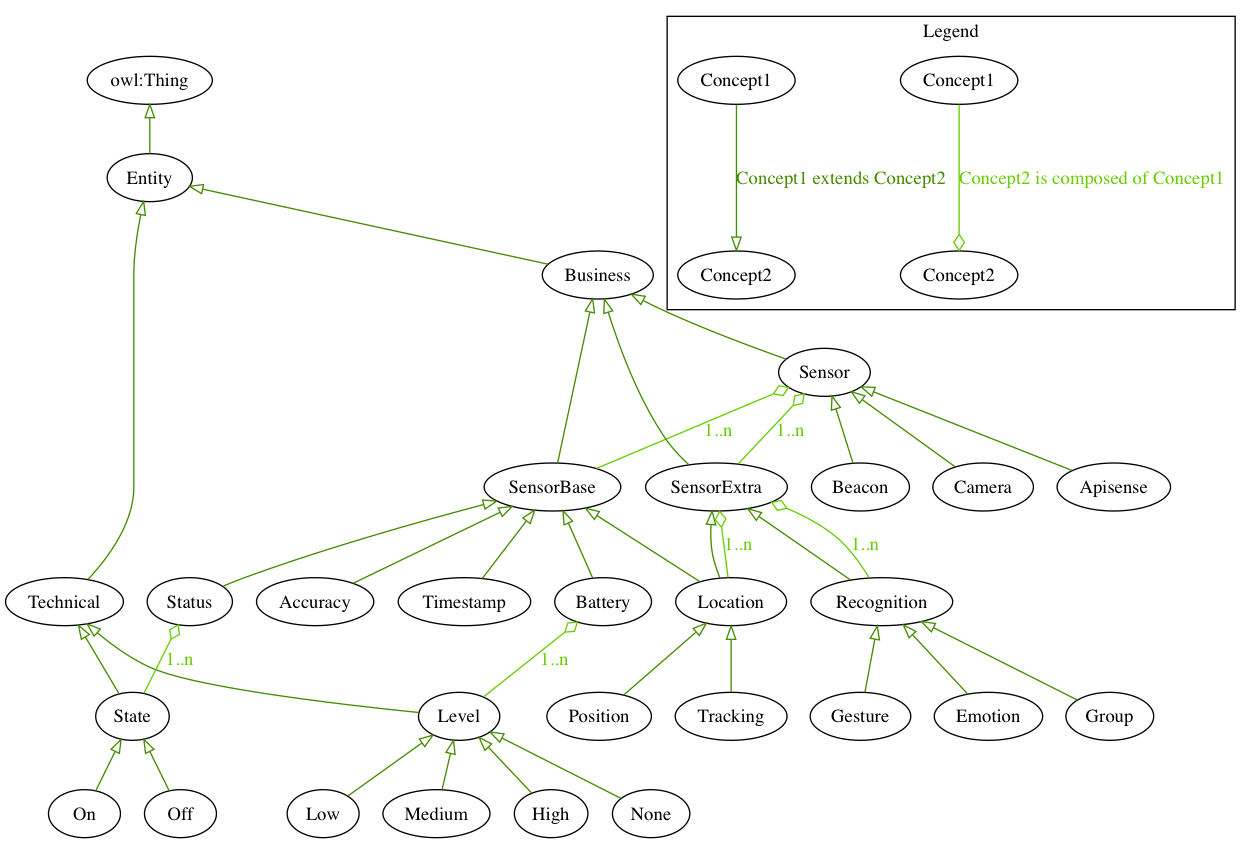 Legend
owl:Thing
Concept1
Concept1
Entity
Concept1 extends Concept2
Concept2 is composed of Concept1
Business
Concept2
Concept2
Sensor
1..n
1..n
SensorBase
SensorExtra
Beacon
Camera
Apisense
1..n
1..n
Technical
Status
Accuracy
Timestamp
Battery
Location
Recognition
1..n
1..n
State
Level
Position
Tracking
Gesture
Emotion
Group
On
Off
Low
Medium
High
None